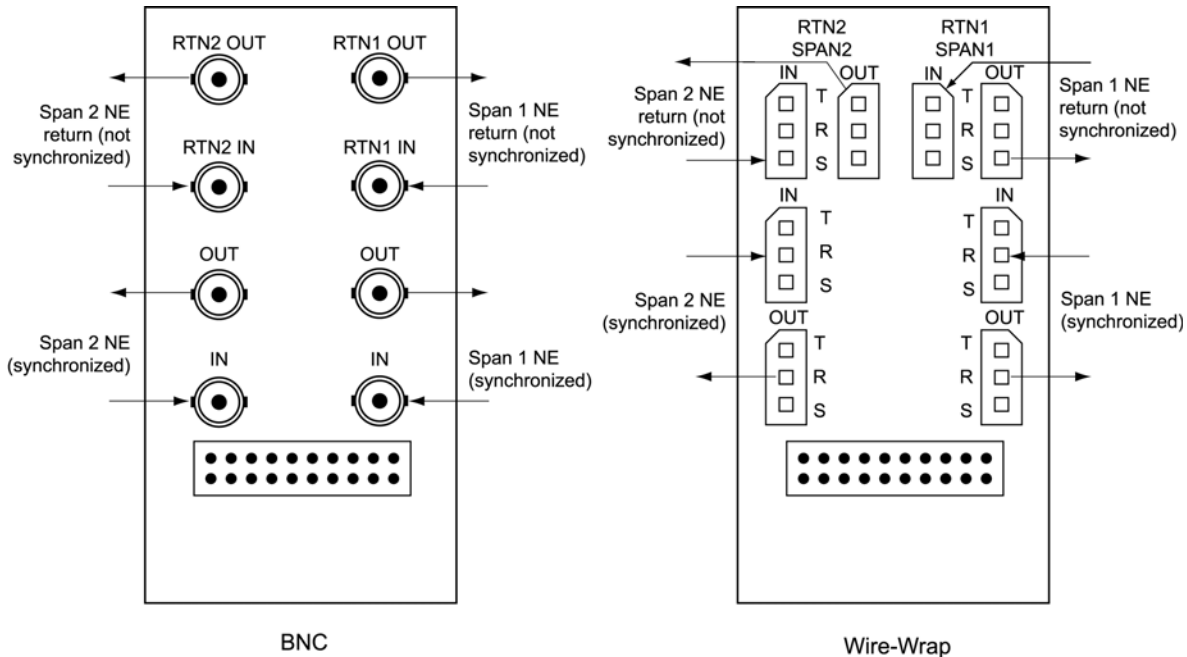 RTN2 OUT
RTN1 OUT
Span 2 NE
return (not
synchronized)
Span 1 NE
return (not
synchronized)
RTN2 IN
RTN1 IN
OUT
OUT
Span 2 NE
(synchronized)
IN
IN
Span 1 NE
(synchronized)
BNC
RTN2
SPAN2
RTN1
SPAN1
IN
OUT
IN
OUT
Span 2 NE
return (not
synchronized)
T
R
S
T
R
S
Span 1 NE
return (not
synchronized)
IN
IN
T
R
S
T
R
S
Span 2 NE
(synchronized)
Span 1 NE
(synchronized)
OUT
OUT
T
R
S
T
R
S
Wire-Wrap